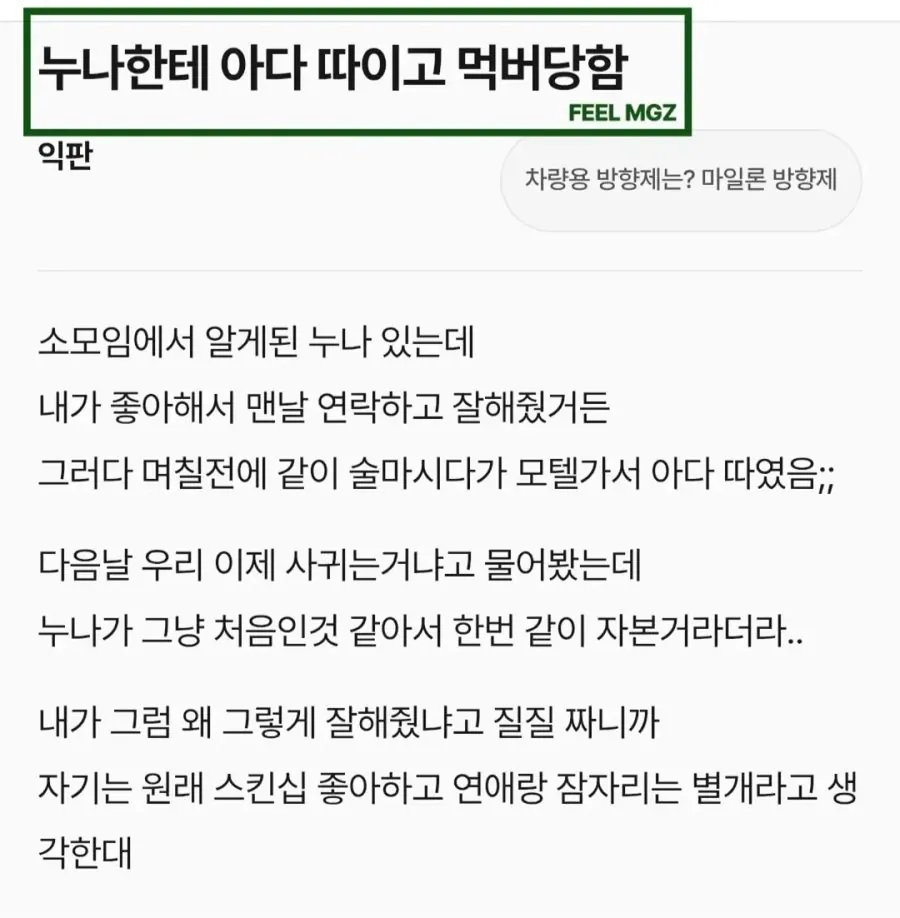 누나한테 아다 따이고 먹버당함
FEEL MGZ
익판
차량용 방향제는? 마일론 방향제
소모임에서 알게된 누나 있는데
내가 좋아해서 맨날 연락하고 잘해줬거든
그러다 며칠전에 같이 술마시다가 모텔가서 아다 따였음;;
다음날 우리 이제 사귀는거냐고 물어봤는데
누나가 그냥 처음인것 같아서 한번 같이 자본거라더라..
내가 그럼 왜 그렇게 잘해줬냐고 질질 짜니까
자기는 원래 스킨십 좋아하고 연애랑 잠자리는 별개라고 생
각한대